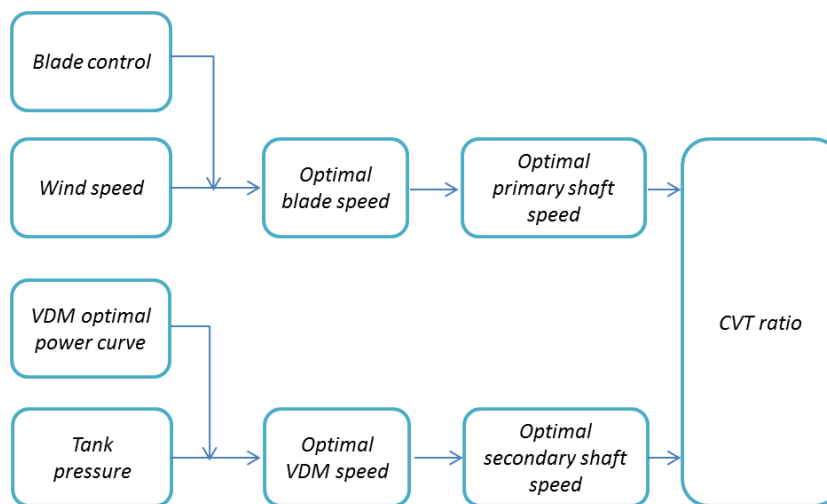 Blade control
Wind speed
Optimal
blade speed
Optimal
primary shaft
speed
VDM optimal
power curve
CVT ratio
Tank
pressure
Optimal
VDM speed
Optimal
secondary shaft
speed